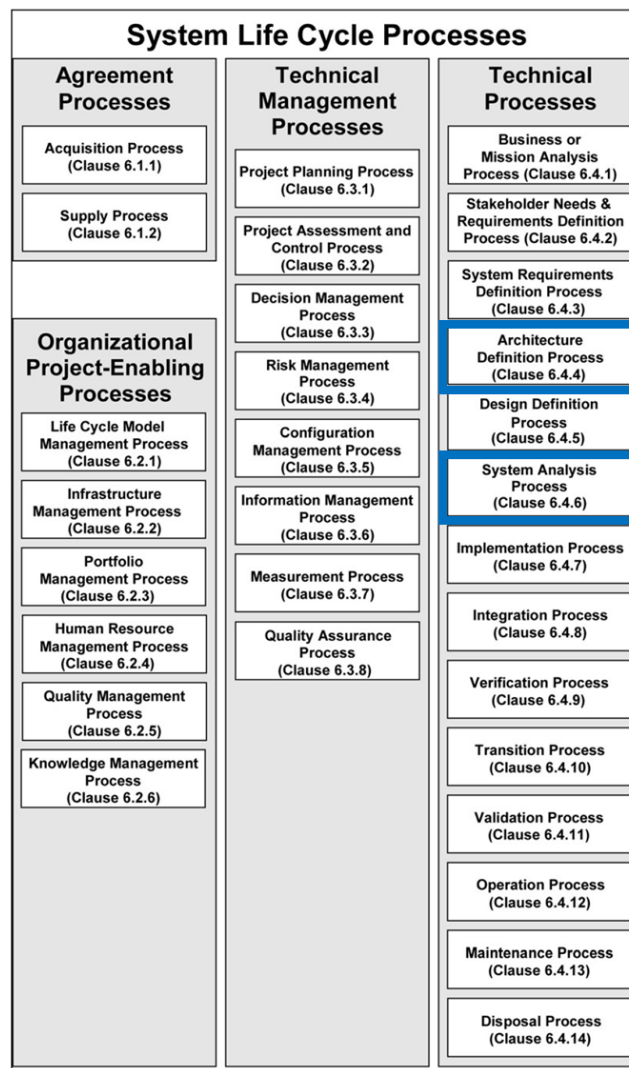 System Life Cycle Processes
Agreement
Processes
Acquisition Process
(Clause 6.1.1)
Supply Process
(Clause 6.1.2)
Organizational
Project-Enabling
Processes
Life Cycle Model
Management Process
(Clause 6.2.1)
Infrastructure
Management Process
(Clause 6.2.2)
Portfolio
Management Process
(Clause 6.2.3)
Human Resource
Management Process
(Clause 6.2.4)
Quality Management
Process
(Clause 6.2.5)
Knowledge Management
Process
(Clause 6.2.6)
Technical
Management
Processes
Project Planning Process
(Clause 6.3.1)
Project Assessment and
Control Process
(Clause 6.3.2)
Decision Management
Process
(Clause 6.3.3)
Risk Management
Process
(Clause 6.3.4)
Configuration
Management Process
(Clause 6.3.5)
Information Management
Process
(Clause 6.3.6)
Measurement Process
(Clause 6.3.7)
Quality Assurance
Process
(Clause 6.3.8)
Technical
Processes
Business or
Mission Analysis
Process (Clause 6.4.1)
Stakeholder Needs &
Requirements Definition
Process (Clause 6.4.2)
System Requirements
Definition Process
(Clause 6.4.3)
Architecture
Definition Process
(Clause 6.4.4)
Design Definition
Process
(Clause 6.4.5)
System Analysis
Process
(Clause 6.4.6)
Implementation Process
(Clause 6.4.7)
Integration Process
(Clause 6.4.8)
Verification Process
(Clause 6.4.9)
Transition Process
(Clause 6.4.10)
Validation Process
(Clause 6.4.11)
Operation Process
(Clause 6.4.12)
Maintenance Process
(Clause 6.4.13)
Disposal Process
(Clause 6.4.14)